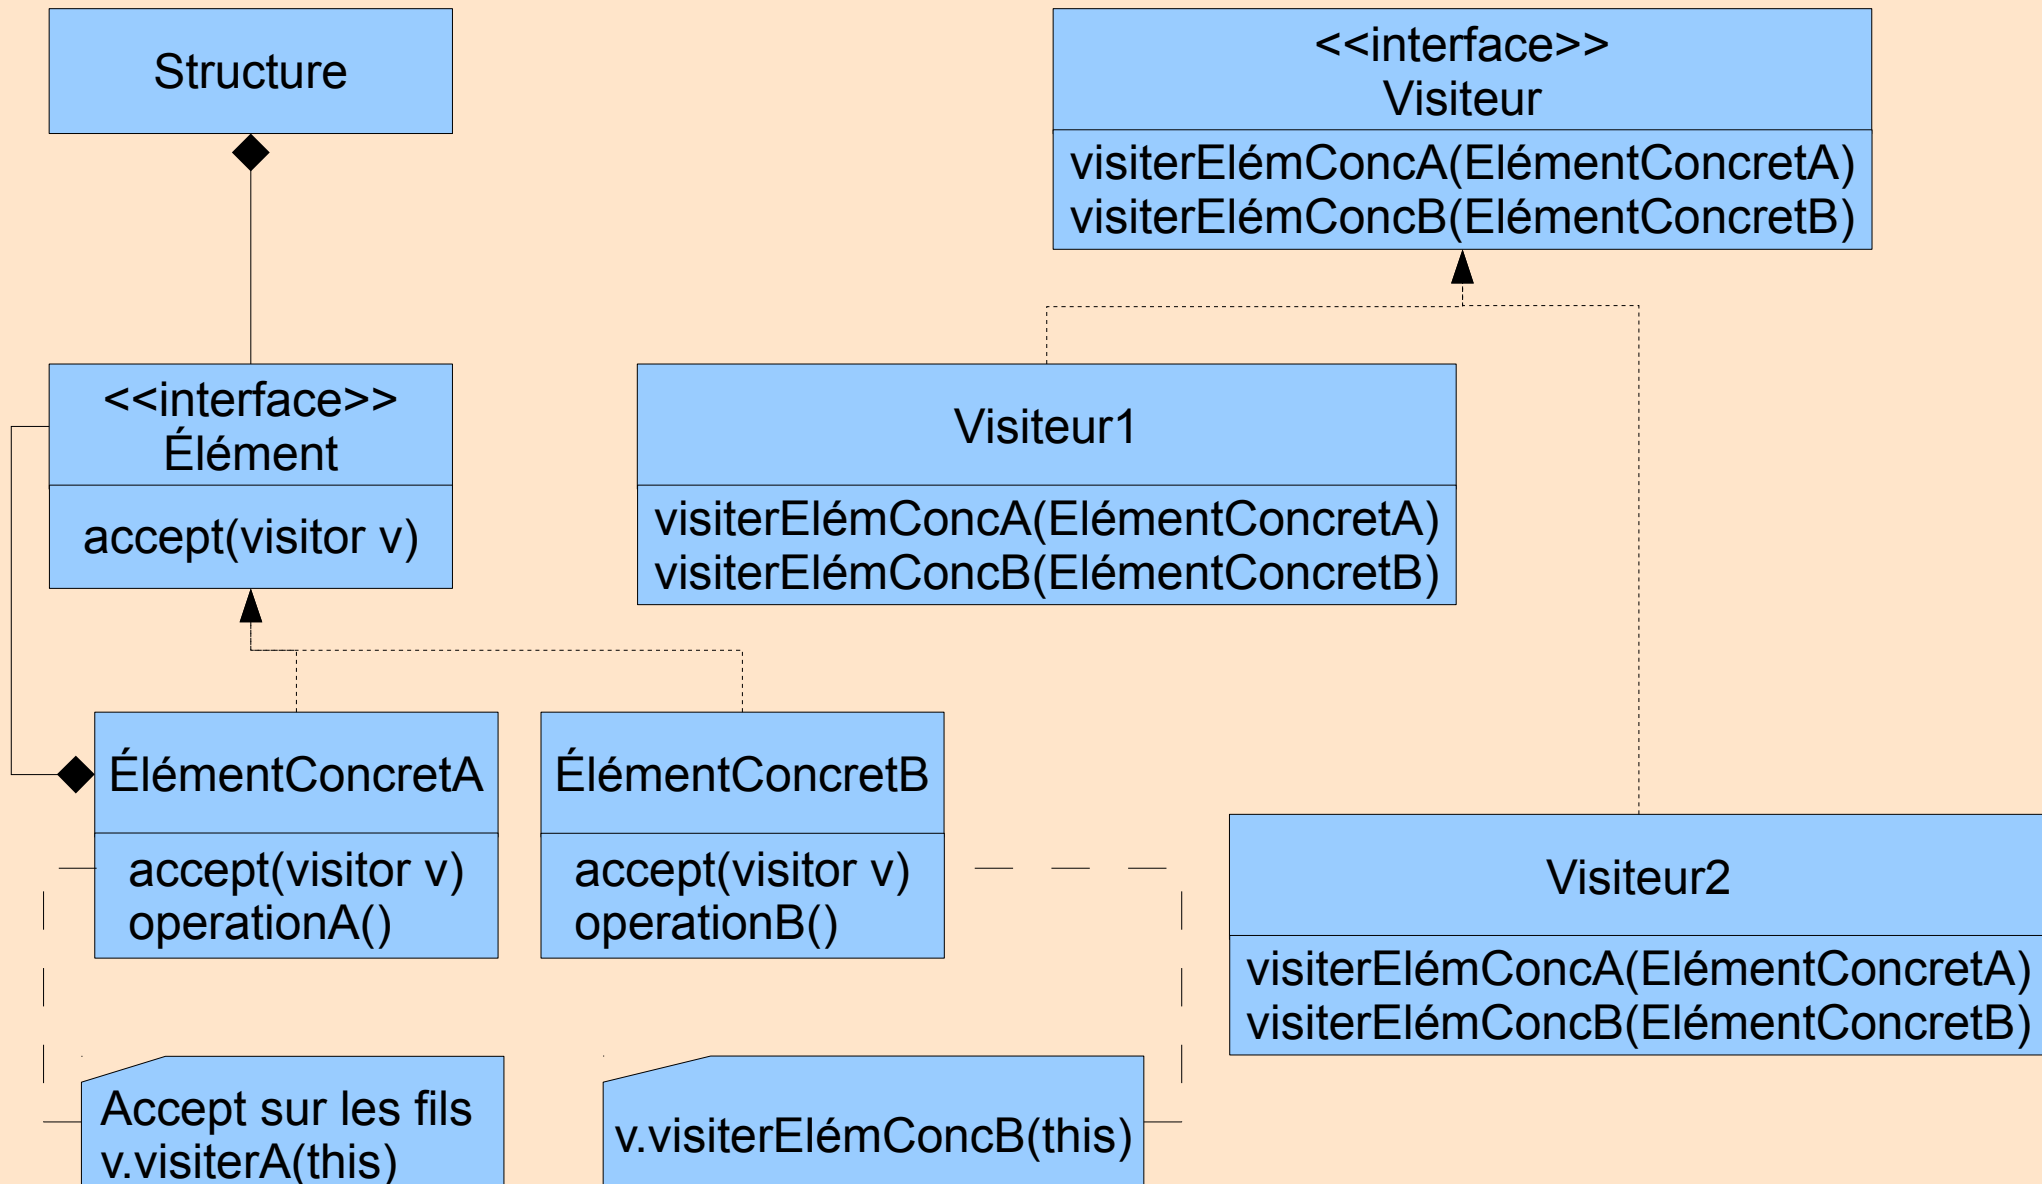 Structure
<<interface>>
Visiteur
visiterElémConcA(ElémentConcretA)
visiterElémConcB(ElémentConcretB)
<<interface>>
Élément
accept(visitor v)
Visiteur1
visiterElémConcA(ElémentConcretA)
visiterElémConcB(ElémentConcretB)
ÉlémentConcretA
accept(visitor v)
operationA()
ÉlémentConcretB
accept(visitor v)
operationB()
Visiteur2
visiterElémConcA(ElémentConcretA)
visiterElémConcB(ElémentConcretB)
Accept sur les fils
v.visiterA(this)
v.visiterElémConcB(this)